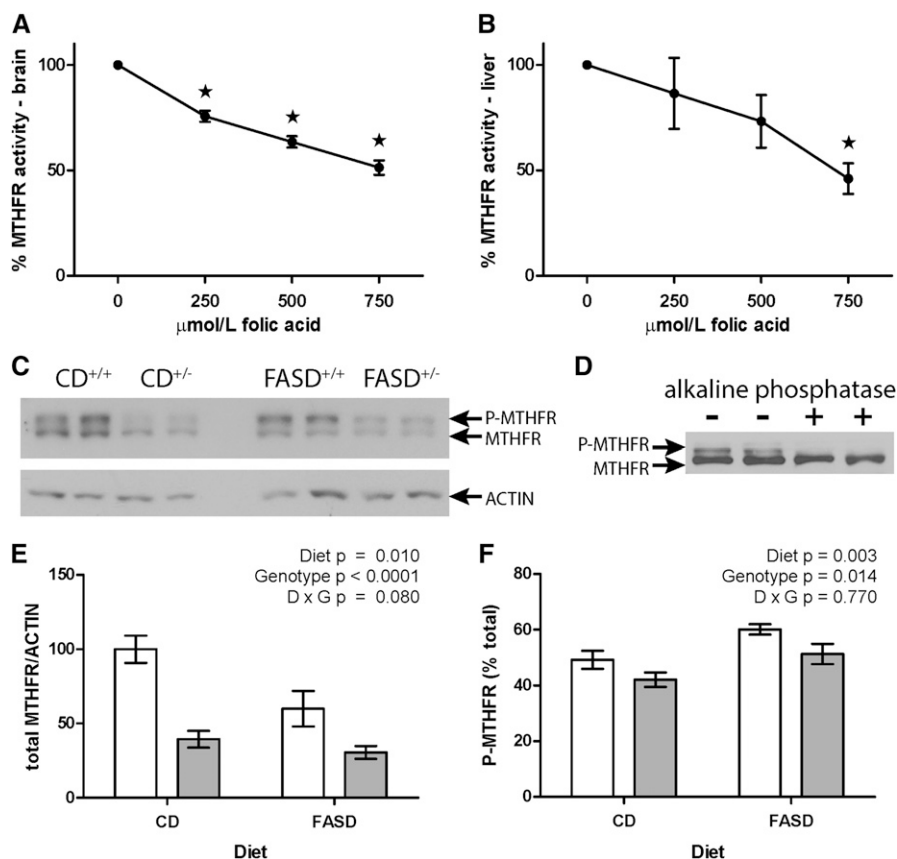 A
% MTHFR activity - brain
100
50
0
0 250 500 750
μmol/L folic acid
B
% MTHFR activity - liver
100
50
0
0 250 500 750
μmol/L folic acid
C
CD+/+ CD+/- FASD+/+ FASD+/-
P-MTHFR
MTHFR
ACTIN
D
alkaline phosphatase
- - + +
P-MTHFR
MTHFR
E
Diet p = 0.010
Genotype p < 0.0001
D x G p = 0.080
total MTHFR/ACTIN
150
100
50
0
CD FASD
Diet
F
Diet p = 0.003
Genotype p = 0.014
D x G p = 0.770
P-MTHFR (% total)
80
60
40
20
0
CD FASD
Diet